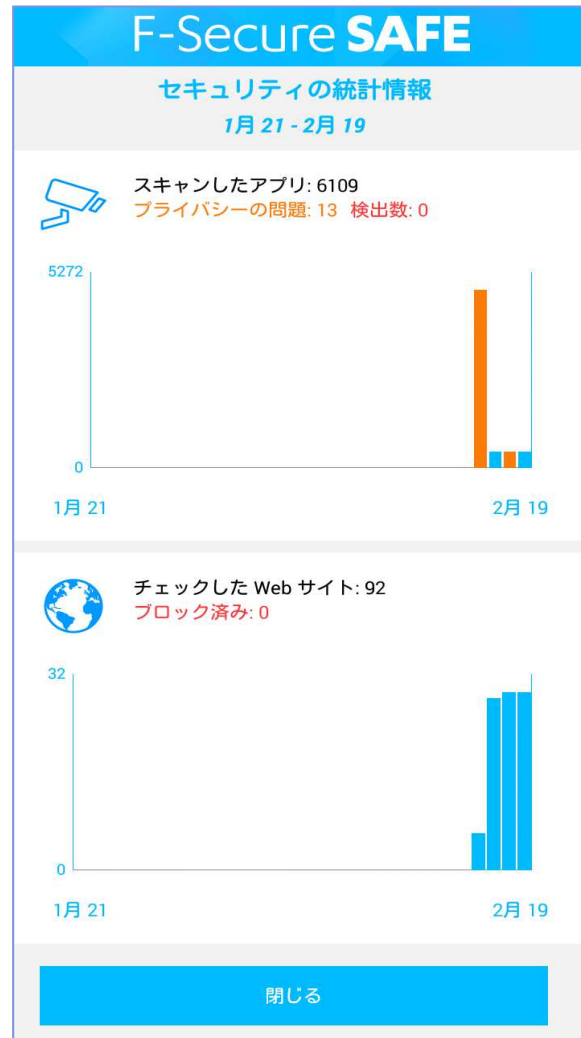 F-Secure SAFE
セキュリティの統計情報
1月 21 - 2月 19
スキャンしたアプリ: 6109
プライバシーの問題: 13 検出数: 0
5272
0
1月 21 2月 19
チェックした Web サイト: 92
ブロック済み: 0
32
0
1月 21 2月 19
閉じる